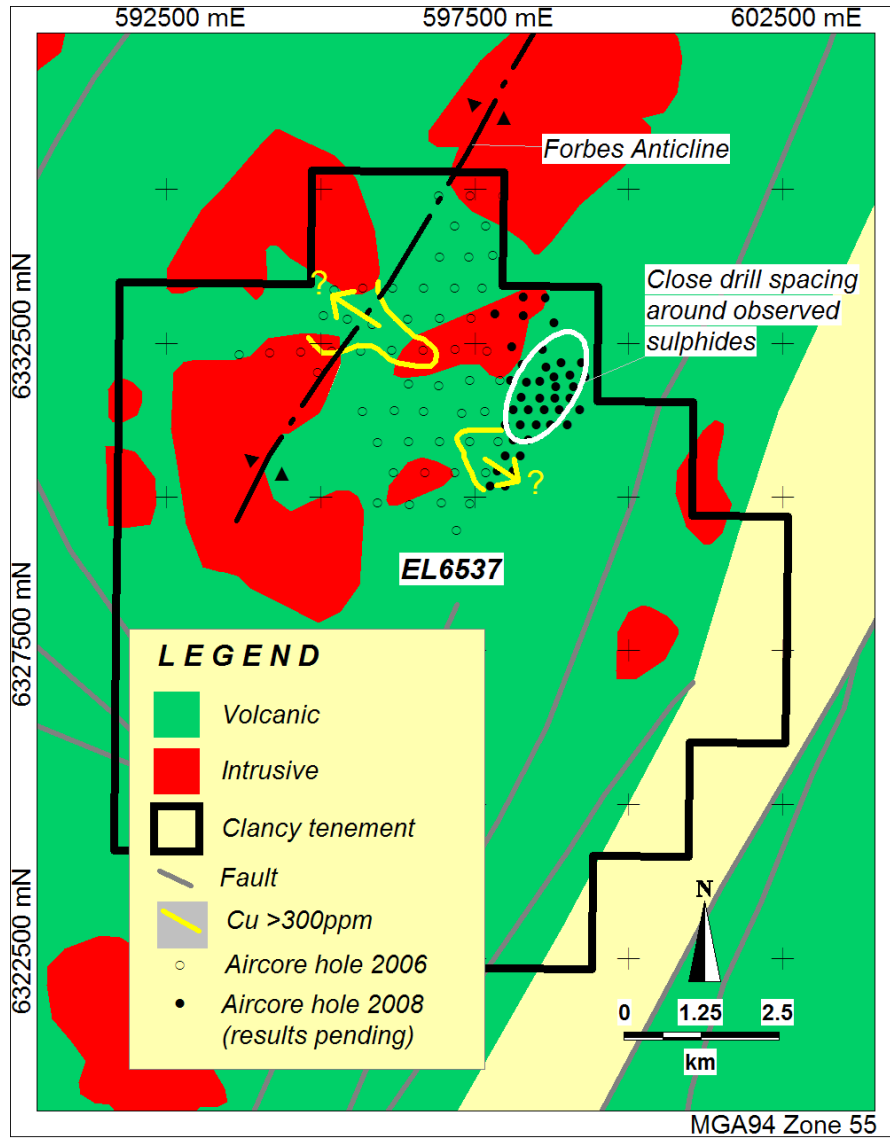 592500 mE
597500 mE
602500 mE
Forbes Anticline
6332500 mN
?
Close drill spacing
around observed
sulphides
?
EL6537
6327500 mN
LEGEND
Volcanic
Intrusive
Clancy tenement
Fault
Cu >300ppm
Aircore hole 2006
Aircore hole 2008
(results pending)
6322500 mN
N
0 1.25 2.5
km
MGA94 Zone 55